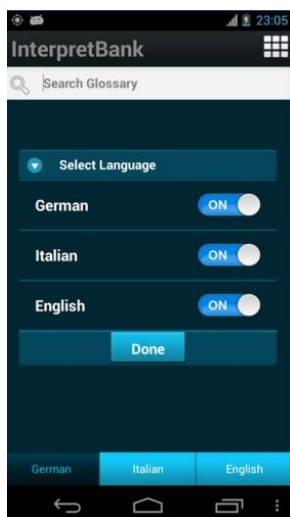 23:05
InterpretBank
Search Glossary
Select Language
German ON
Italian ON
English ON
Done
German Italian English